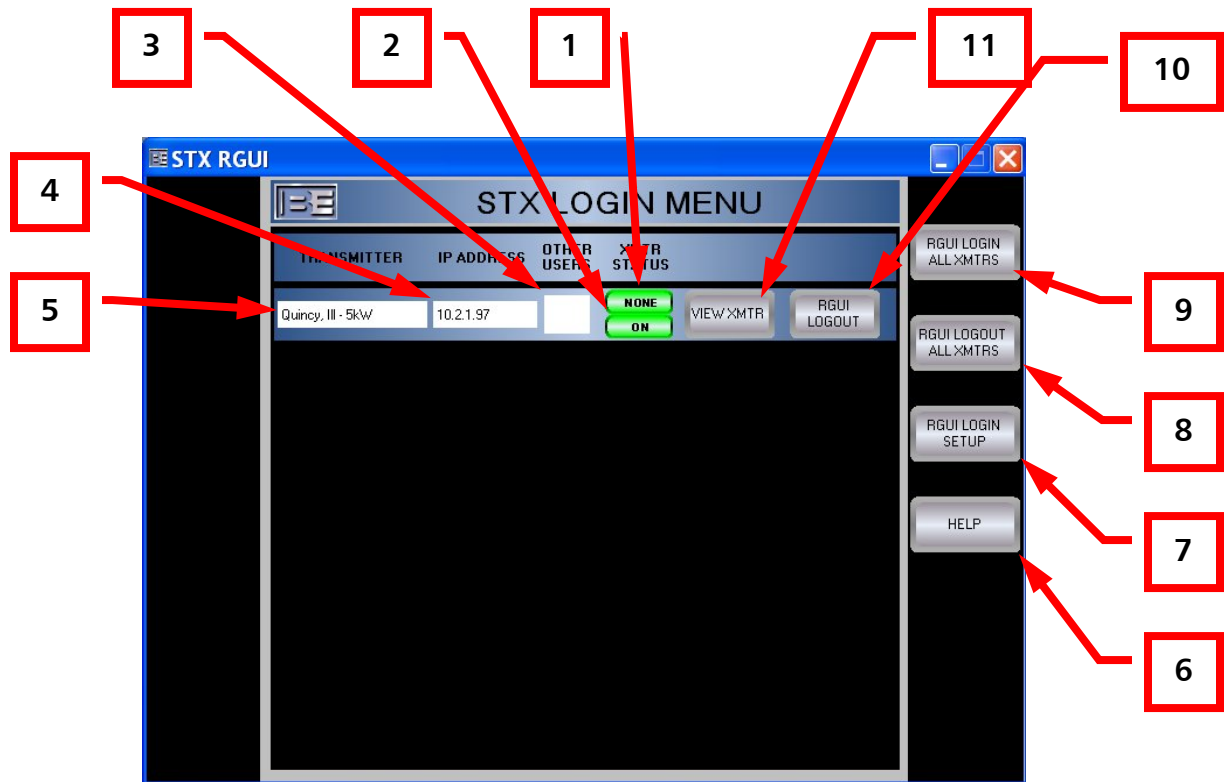 3
2
1
11
10
4
5
STX RGUI
BE
STX LOGIN MENU
TRANSMITTER IP ADDRESS OTHER USERS XMTR STATUS
Quincy, Ill - 5kW
10.2.1.97
NONE
ON
VIEW XMTR
RGUI
LOGOUT
RGUI LOGIN
ALL XMTRS
RGUI LOGOUT
ALL XMTRS
RGUI LOGIN
SETUP
HELP
9
8
7
6